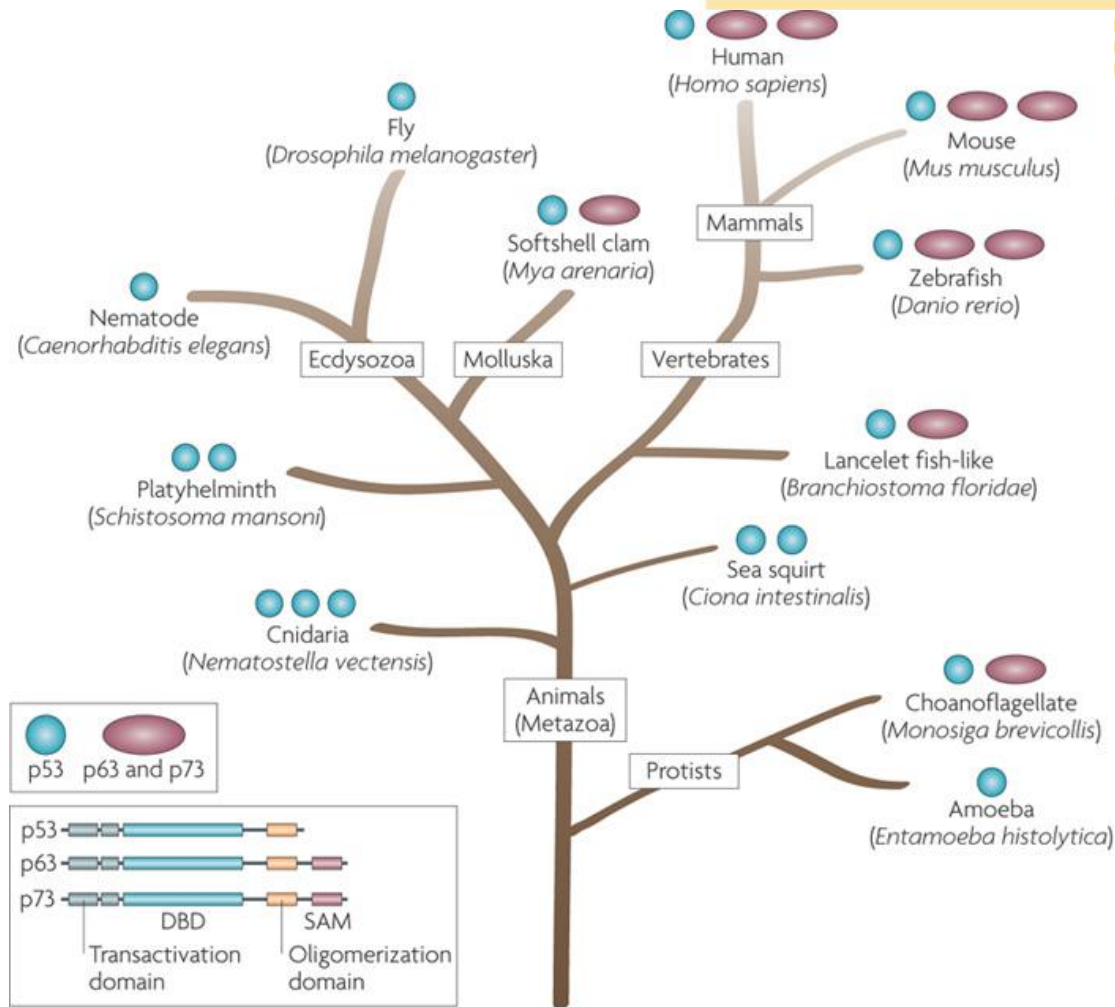 Human
(Homo sapiens)
Fly
(Drosophila melanogaster)
Mouse
(Mus musculus)
Mammals
Softshell clam
(Mya arenaria)
Zebrafish
(Danio rerio)
Nematode
(Caenorhabditis elegans)
Ecdysozoa
Molluska
Vertebrates
Lancelet fish-like
(Branchiostoma floridae)
Platyhelminth
(Schistosoma mansoni)
Sea squirt
(Ciona intestinalis)
Cnidaria
(Nematostella vectensis)
Animals
(Metazoa)
Choanoflagellate
(Monosiga brevicollis)
Protists
Amoeba
(Entamoeba histolytica)
p53 p63 and p73
p53
p63
p73
DBD SAM
Transactivation
domain
Oligomerization
domain